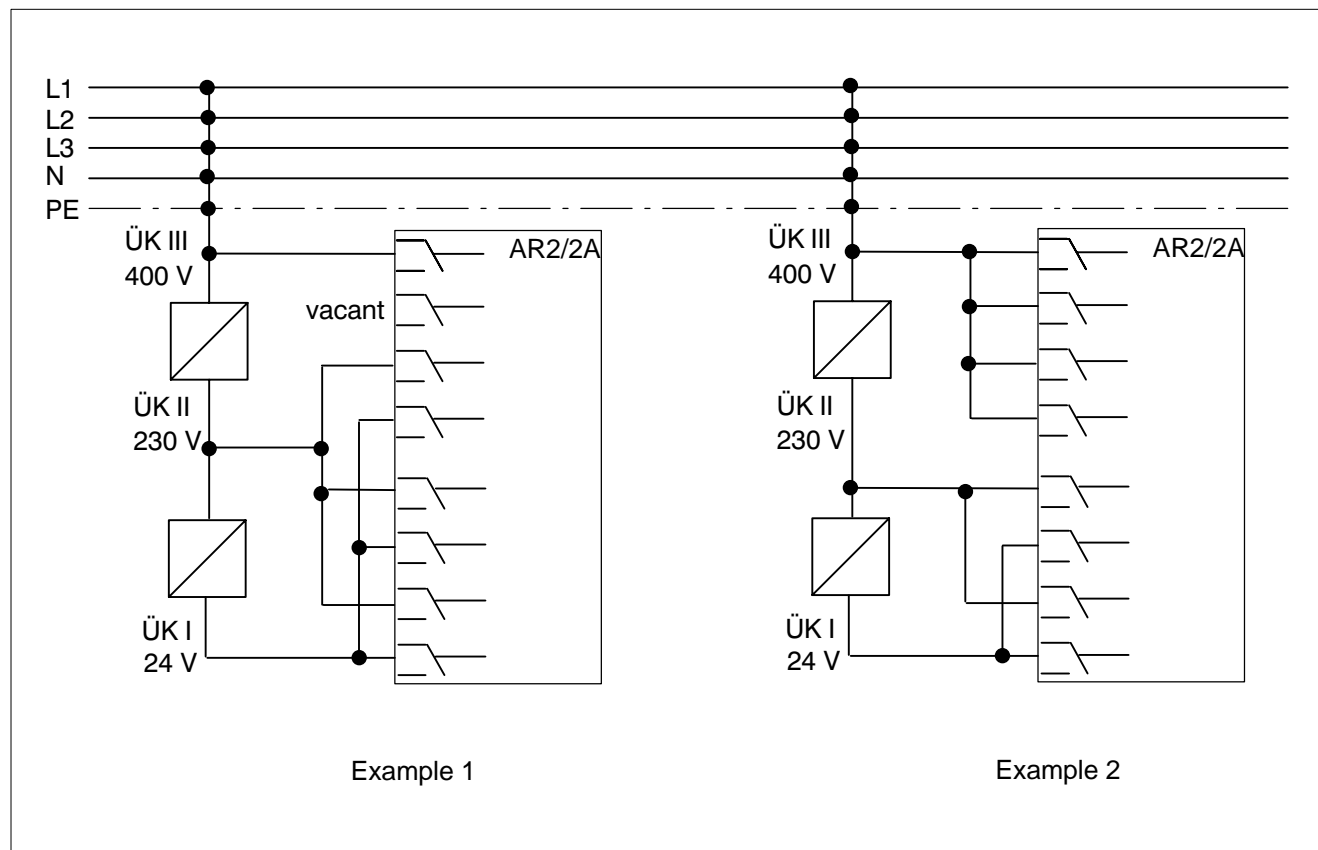 L1
L2
L3
N
PE
ÜK III
400 V
AR2/2A
vacant
ÜK II
230 V
ÜK I
24 V
Example 1
ÜK III
400 V
AR2/2A
ÜK II
230 V
ÜK I
24 V
Example 2